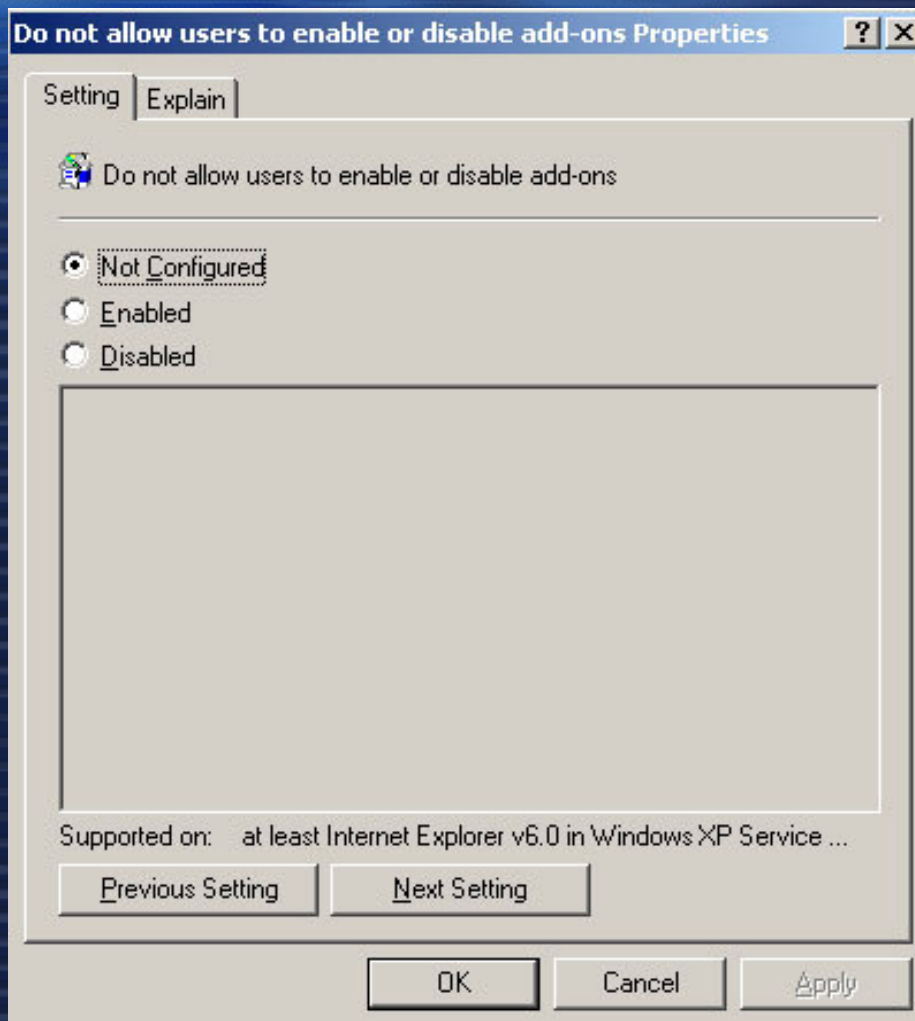 Do not allow users to enable or disable add-ons Properties
Setting
Explain
Do not allow users to enable or disable add-ons
Not Configured
Enabled
Disabled
Supported on: at least Internet Explorer v6.0 in Windows XP Service ...
Previous Setting
Next Setting
OK
Cancel
Apply